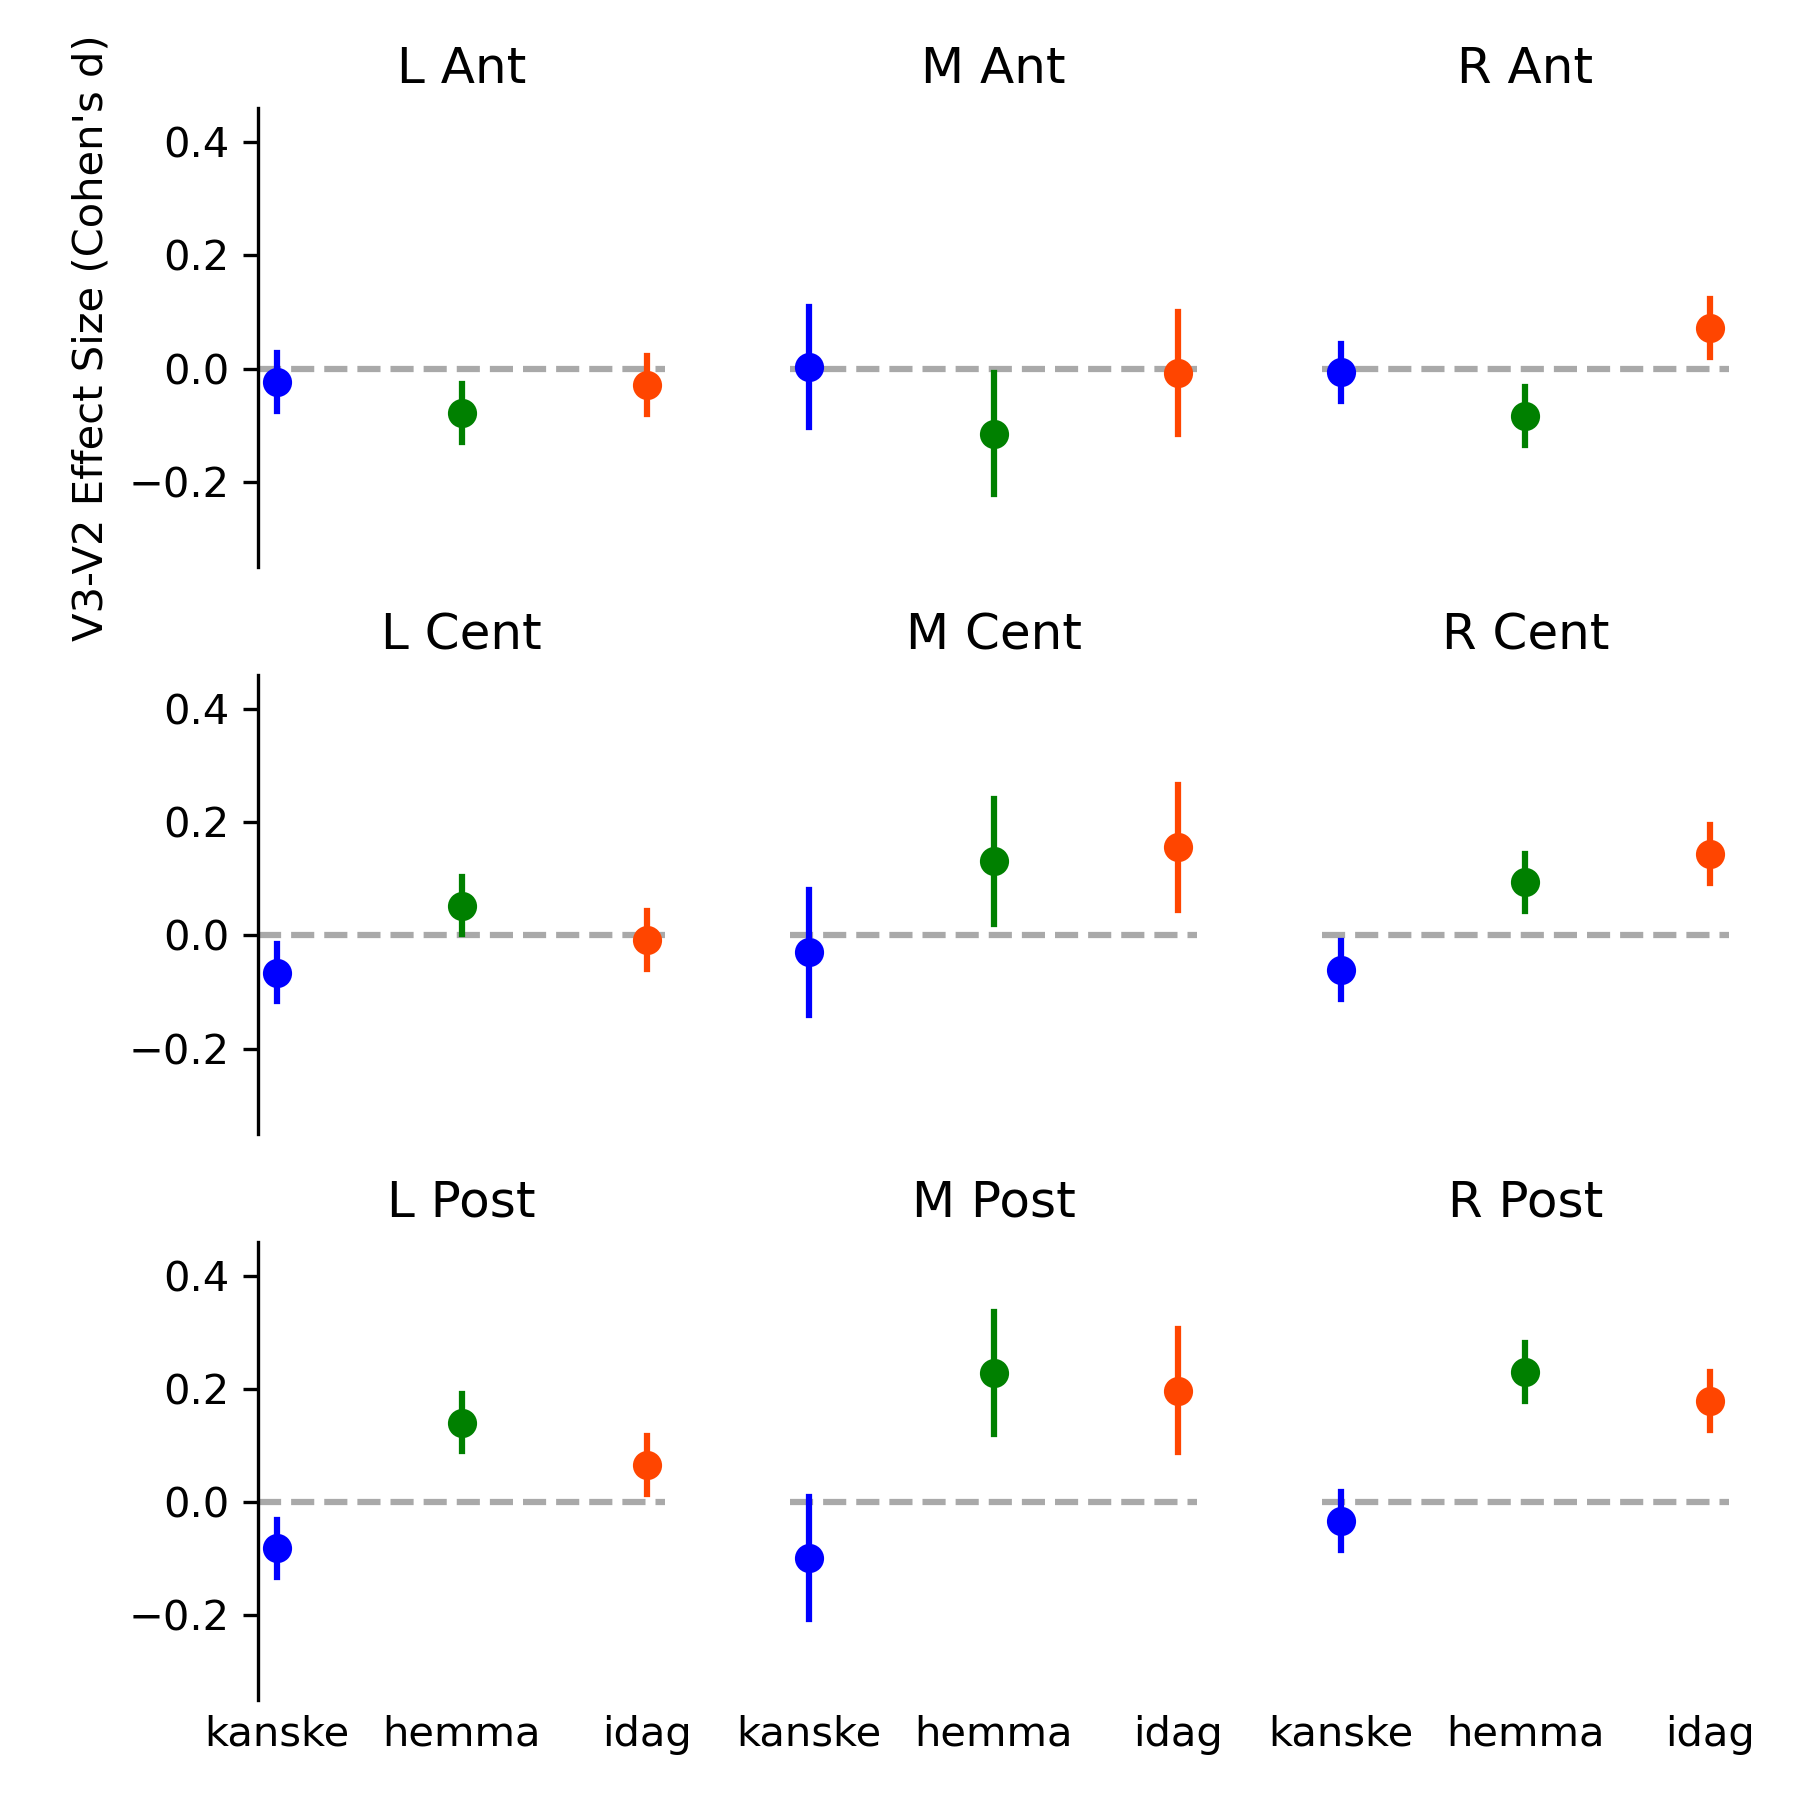 V3-V2 Effect Size (Cohen's d)
L Ant
M Ant
R Ant
0.4
0.2
0.0
−0.2
L Cent
M Cent
R Cent
0.4
0.2
0.0
−0.2
L Post
M Post
R Post
0.4
0.2
0.0
−0.2
kanske hemma idag kanske hemma idag kanske hemma idag